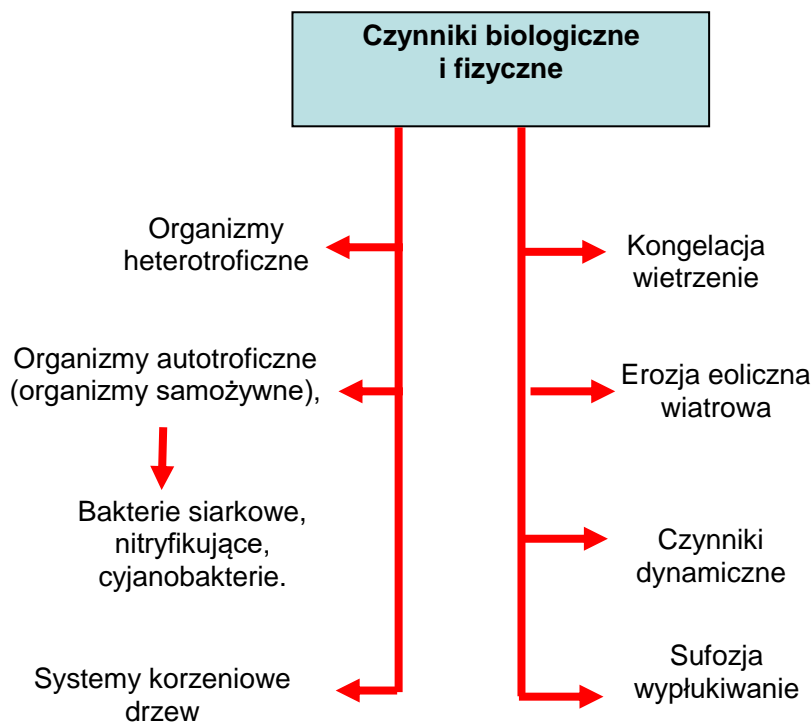 Czynniki biologiczne
i fizyczne
Organizmy
heterotroficzne
Organizmy autotroficzne
(organizmy samożywne),
Bakterie siarkowe,
nitryfikujące,
cyjanobakterie.
Systemy korzeniowe
drzew
Kongelacja
wietrzenie
Erozja eoliczna
wiatrowa
Czynniki
dynamiczne
Sufozja
wypłukiwanie